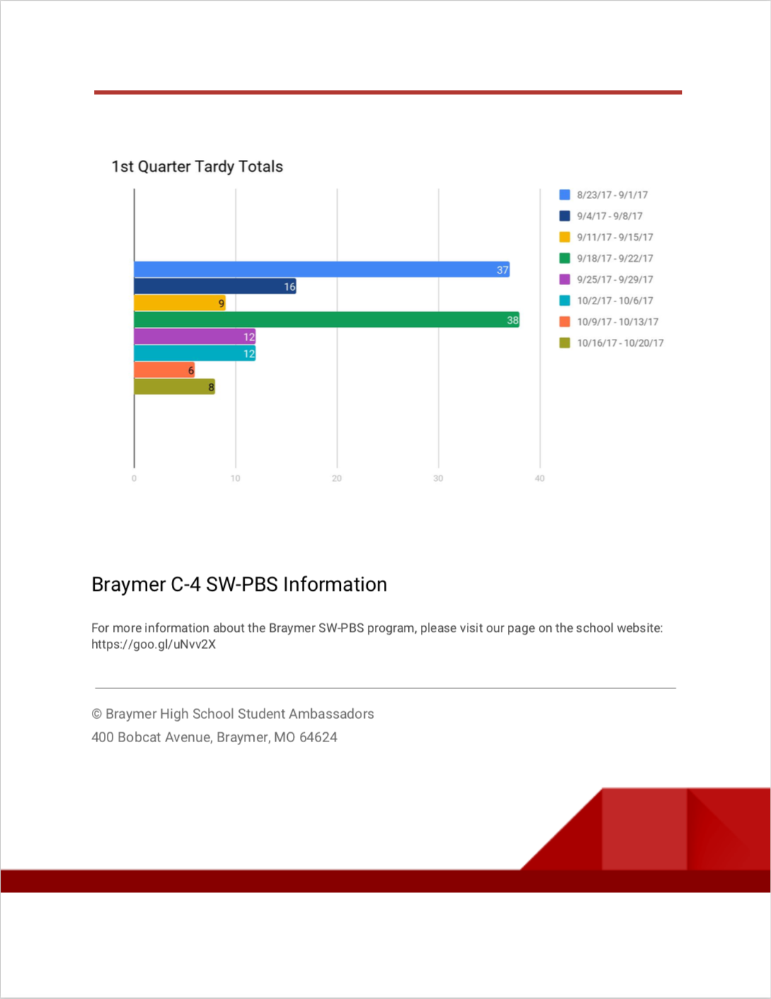 1st Quarter Tardy Totals
8/23/17 - 9/1/17
9/4/17 - 9/8/17
9/11/17 - 9/15/17
9/18/17 - 9/22/17
9/25/17 - 9/29/17
10/2/17 - 10/6/17
10/9/17 - 10/13/17
10/16/17 - 10/20/17
37
16
9
38
12
12
6
8
0 10 20 30 40
Braymer C-4 SW-PBS Information
For more information about the Braymer SW-PBS program, please visit our page on the school website:
https://goo.gl/uNvv2X
© Braymer High School Student Ambassadors
400 Bobcat Avenue, Braymer, MO 64624